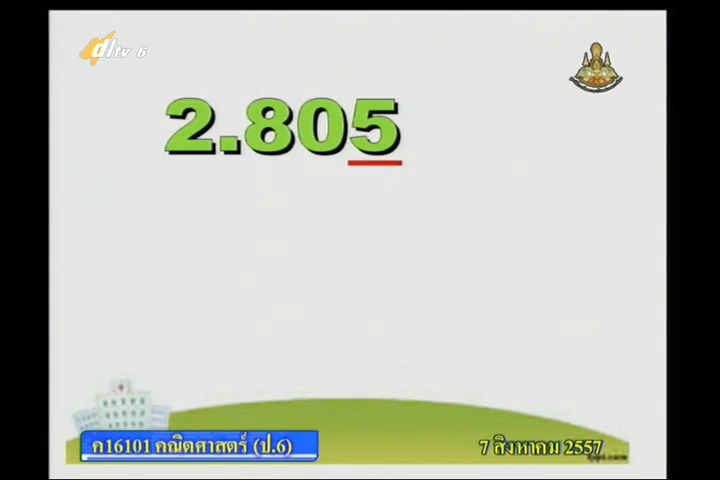 dltv 6
2.805
ค16101 คณิตศาสตร์ (ป.6)
7 สิงหาคม 2557